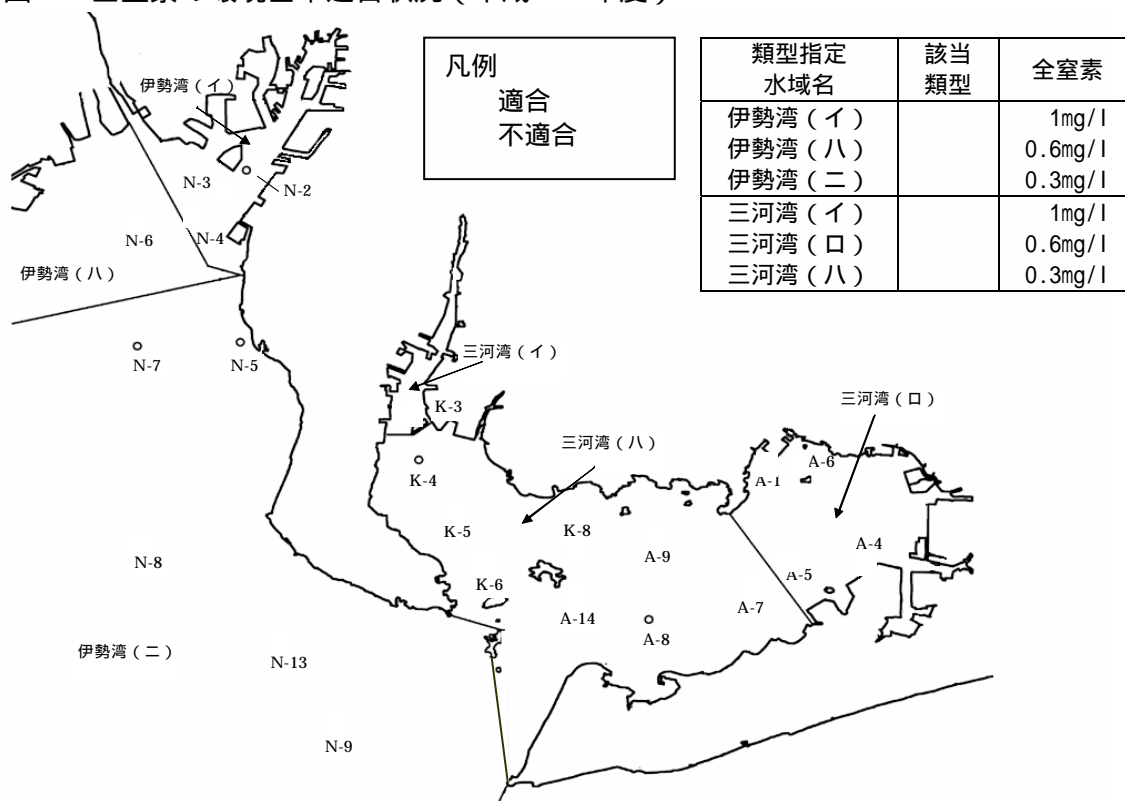 凡例
適合
不適合
類型指定
水域名
該当
類型
全窒素
伊勢湾（イ） 1mg/l
伊勢湾（ハ） 0.6mg/l
伊勢湾（ニ） 0.3mg/l
三河湾（イ） 1mg/l
三河湾（ロ） 0.6mg/l
三河湾（ハ） 0.3mg/l
伊勢湾（イ）
N-3
N-2
N-6
N-4
伊勢湾（ハ）
N-7
N-5
三河湾（イ）
K-3
三河湾（ロ）
三河湾（ハ）
A-6
A-1
K-4
K-5
K-8
A-4
A-9
N-8
A-5
K-6
A-7
A-14
A-8
伊勢湾（ニ）
N-13
N-9